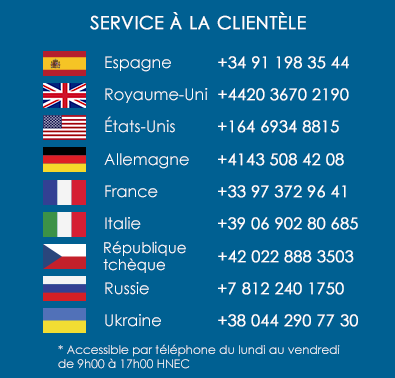 SERVICE À LA CLIENTÈLE
Espagne +34 91 198 35 44
Royaume-Uni +4420 3670 2190
États-Unis +164 6934 8815
Allemagne +4143 508 42 08
France +33 97 372 96 41
Italie +39 06 902 80 685
République
tchèque +42 022 888 3503
Russie +7 812 240 1750
Ukraine +38 044 290 77 30
* Accessible par téléphone du lundi au vendredi
de 9h00 à 17h00 HNEC